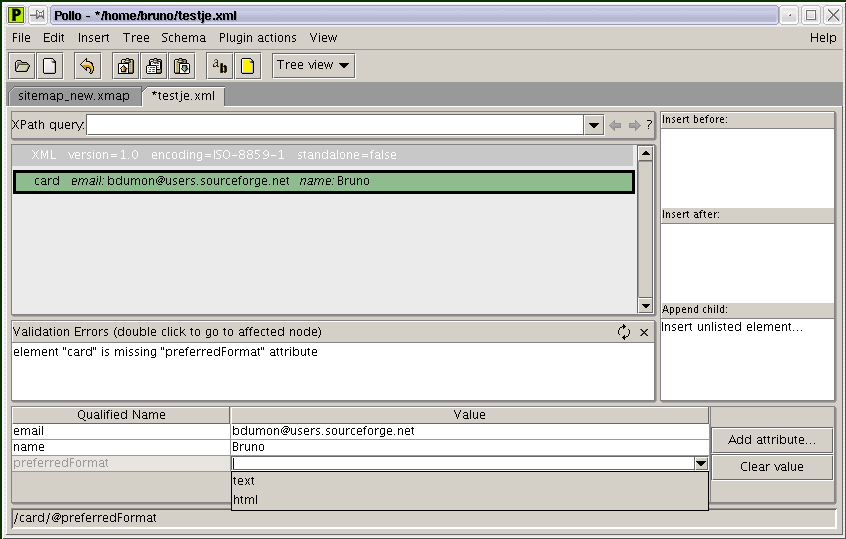 P Pollo - */home/bruno/testje.xml
File Edit Insert Tree Schema Plugin actions View Help
ab Tree view
sitemap_new.xmap *testje.xml
XPath query: ?
XML version=1.0 encoding=ISO-8859-1 standalone=false
card email: bdumon@users.sourceforge.net name: Bruno
Insert before:
Insert after:
Append child:
Insert unlisted element...
Validation Errors (double click to go to affected node)
element "card" is missing "preferredFormat" attribute
Qualified Name Value
email bdumon@users.sourceforge.net
name Bruno
preferredFormat
text
html
Add attribute...
Clear value
/card/@preferredFormat